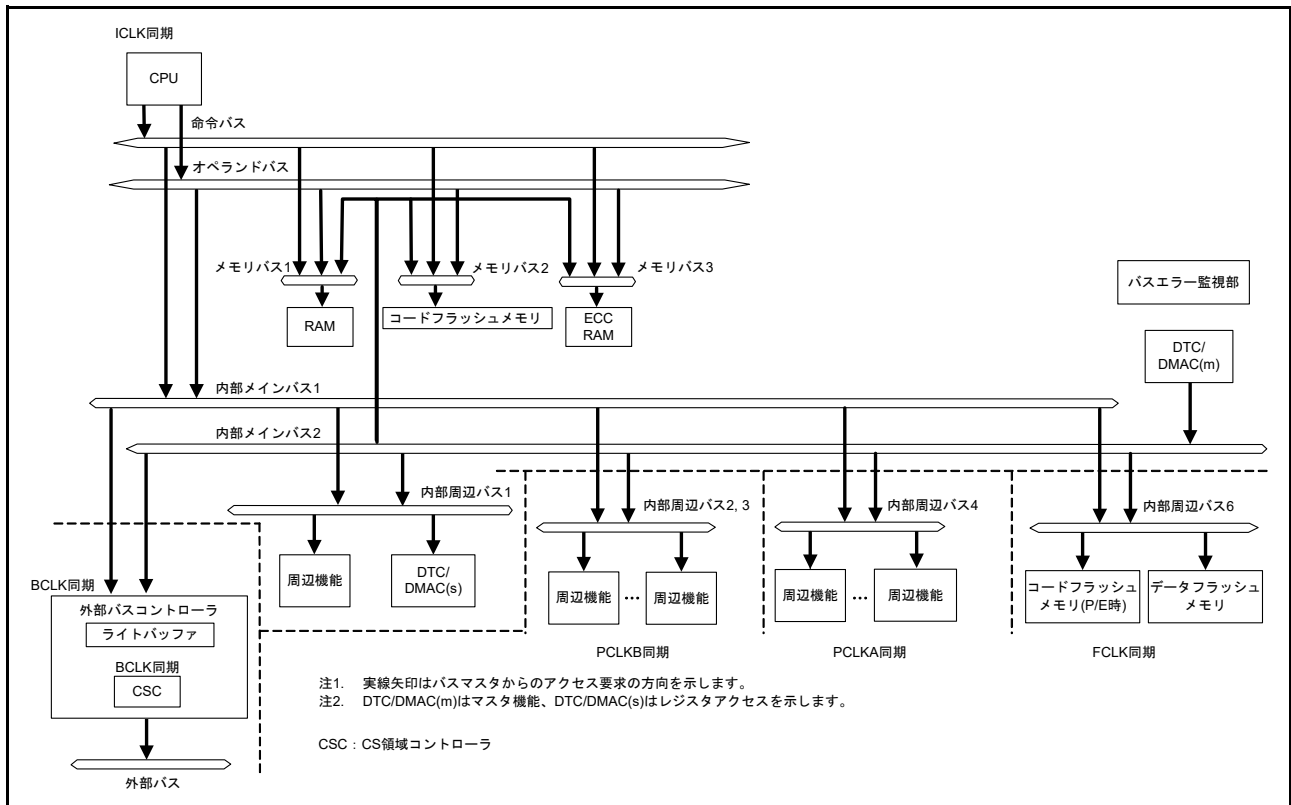 ICLK同期
CPU
命令バス
オペランドバス
メモリバス1
メモリバス2
メモリバス3
RAM
コードフラッシュメモリ
ECC
RAM
バスエラー監視部
DTC/
DMAC(m)
内部メインバス1
内部メインバス2
内部周辺バス1
内部周辺バス2, 3
内部周辺バス4
内部周辺バス6
周辺機能
DTC/
DMAC(s)
周辺機能
…
周辺機能
周辺機能
…
周辺機能
コードフラッシュ
メモリ(P/E時)
データフラッシュ
メモリ
BCLK同期
外部バスコントローラ
ライトバッファ
BCLK同期
CSC
外部バス
PCLKB同期
PCLKA同期
FCLK同期
注1. 実線矢印はバスマスタからのアクセス要求の方向を示します。
注2. DTC/DMAC(m)はマスタ機能、DTC/DMAC(s)はレジスタアクセスを示します。
CSC：CS領域コントローラ